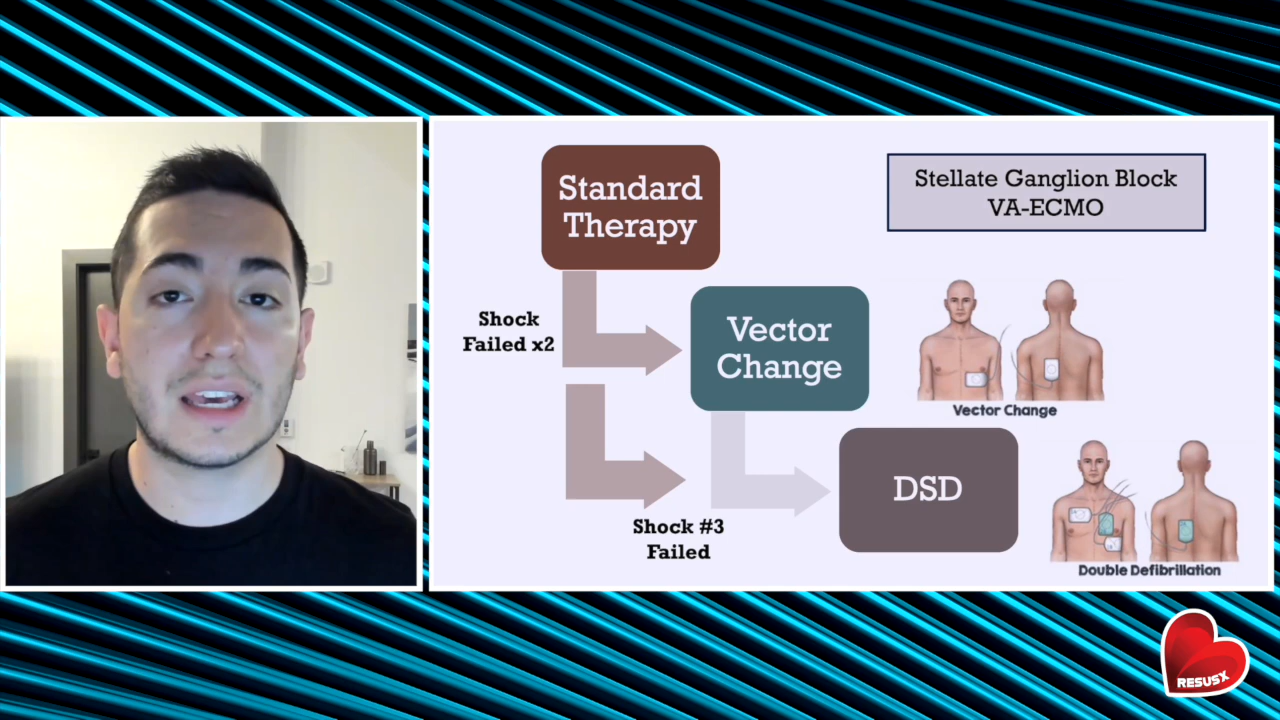 Standard
Therapy
Stellate Ganglion Block
VA-ECMO
Shock
Failed x2
Vector
Change
Vector Change
DSD
Shock #3
Failed
Double Defibrillation
RESUSX